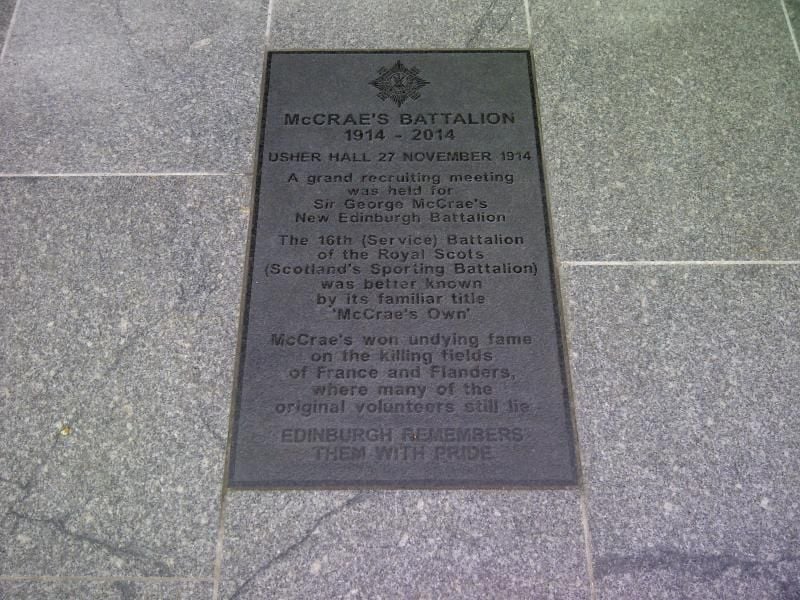 McCRAE'S BATTALION
1914 - 2014
USHER HALL 27 NOVEMBER 1914
A grand recruiting meeting
was held for
Sir George McCrae's
New Edinburgh Battalion
The 16th (Service) Battalion
of the Royal Scots
(Scotland's Sporting Battalion)
was better known
by its familiar title
'McCrae's Own'
McCrae's won undying fame
on the killing fields
of France and Flanders,
where many of the
original volunteers still lie
EDINBURGH REMEMBERS
THEM WITH PRIDE